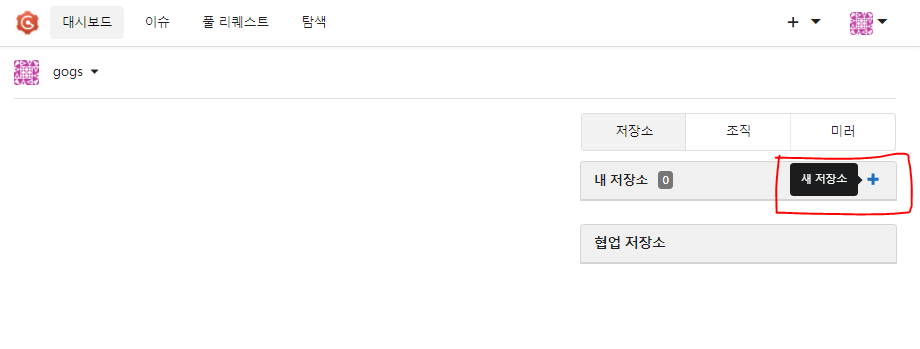 대시보드 이슈 풀 리퀘스트 탐색
gogs
저장소 조직 미러
내 저장소 0 새 저장소
협업 저장소